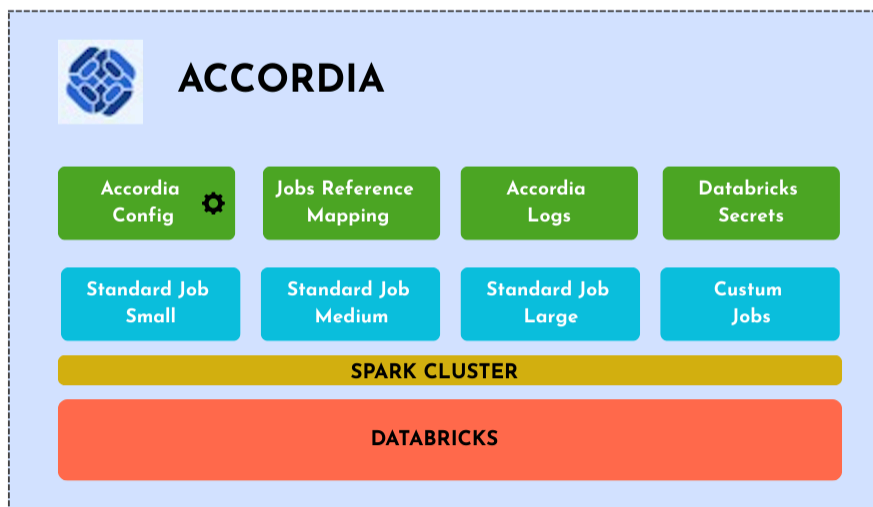 ACCORDIA
Accordia
Config
Jobs Reference
Mapping
Accordia
Logs
Databricks
Secrets
Standard Job
Small
Standard Job
Medium
Standard Job
Large
Custum
Jobs
SPARK CLUSTER
DATABRICKS